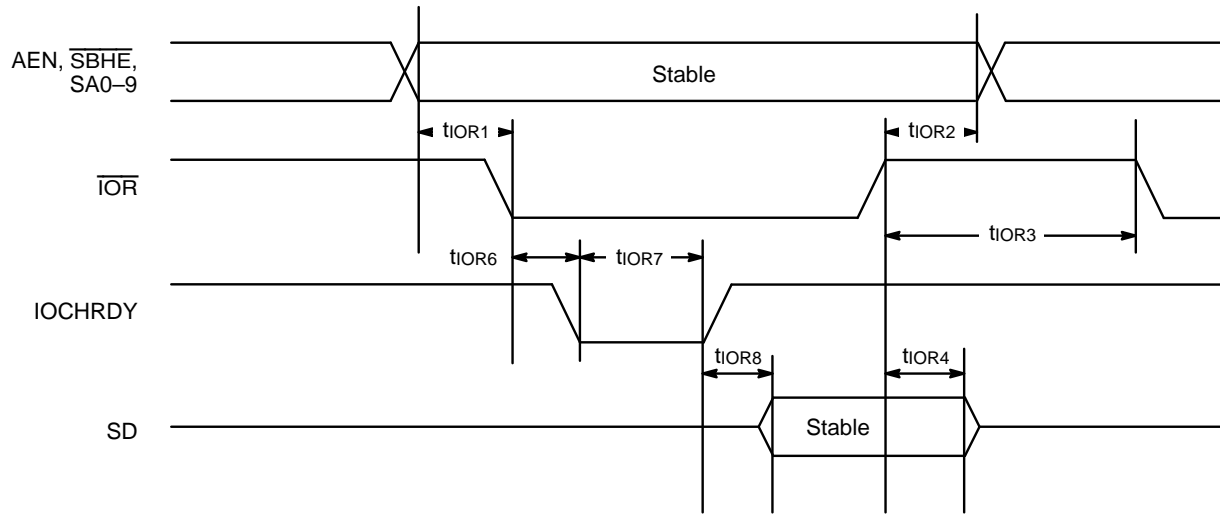 AEN, SBHE,
SA0–9
Stable
tIOR1
tIOR2
IOR
tIOR3
tIOR6
tIOR7
IOCHRDY
tIOR8
tIOR4
SD
Stable